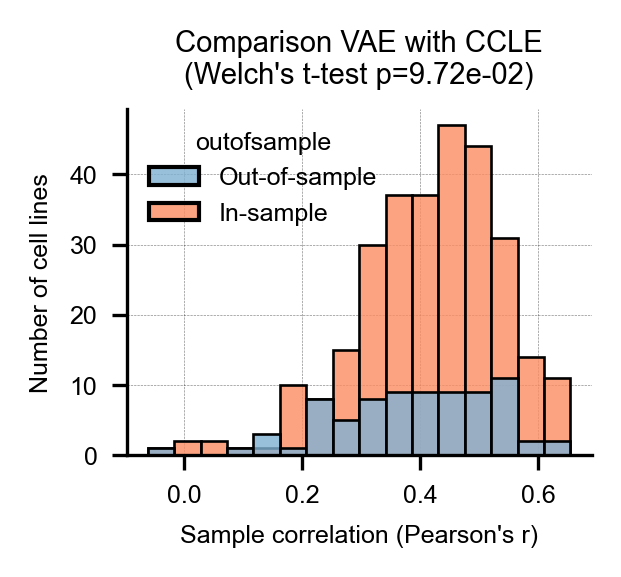 Comparison VAE with CCLE
(Welch's t-test p=9.72e-02)
outofsample
Out-of-sample
In-sample
Number of cell lines
40
30
20
10
0
0.0 0.2 0.4 0.6
Sample correlation (Pearson's r)